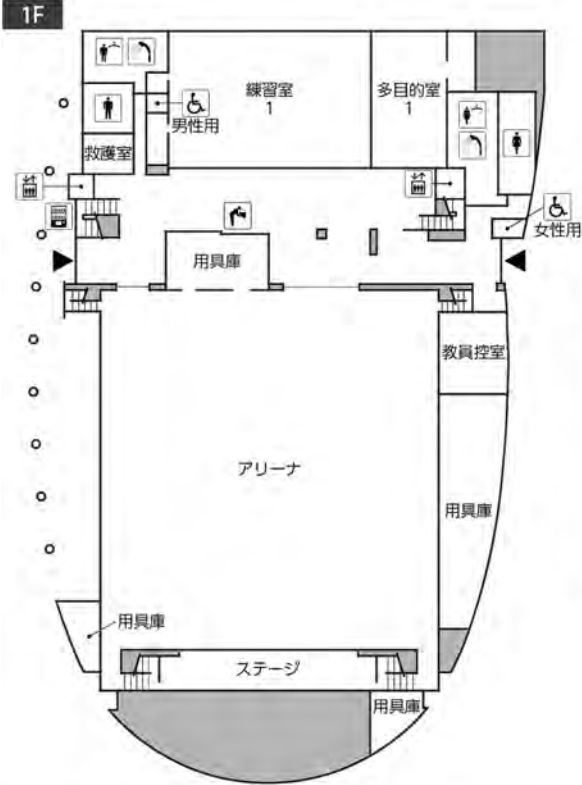 1F
練習室
1
多目的室
1
男性用
救護室
女性用
用具庫
教員控室
アリーナ
用具庫
用具庫
ステージ
用具庫